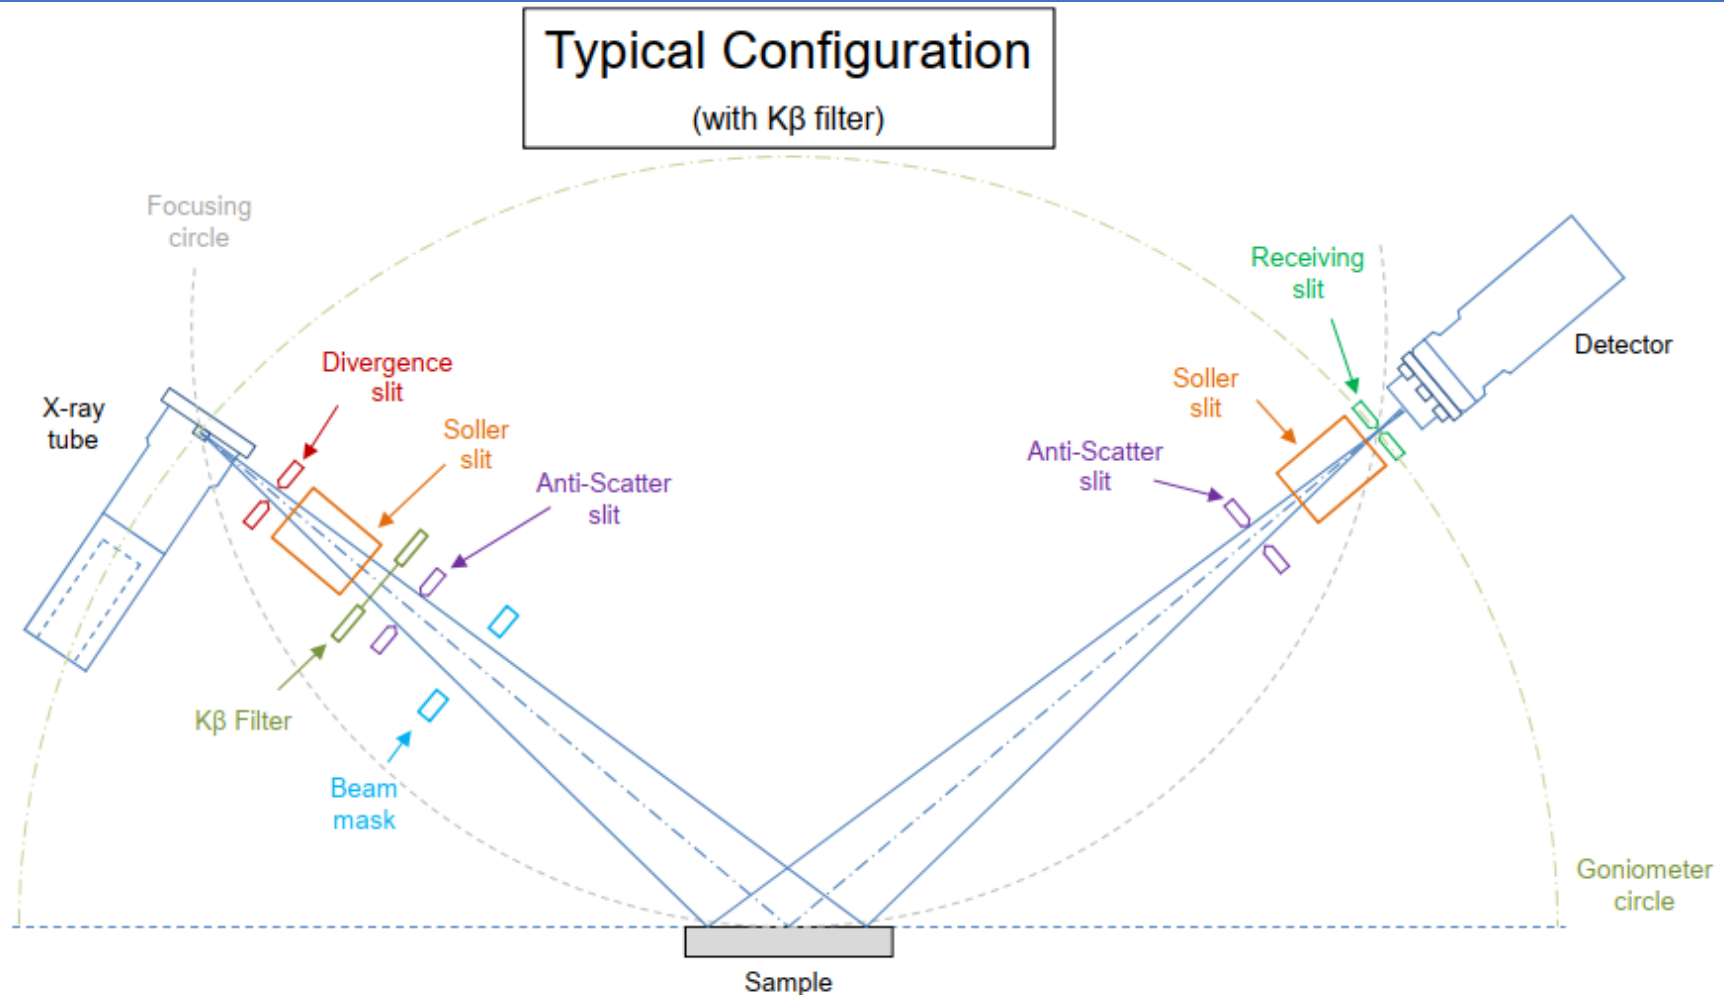 Typical Configuration
(with Kβ filter)
Focusing
circle
Receiving
slit
Detector
Divergence
slit
Soller
slit
X-ray
tube
Soller
slit
Anti-Scatter
slit
Anti-Scatter
slit
Kβ Filter
Beam
mask
Goniometer
circle
Sample